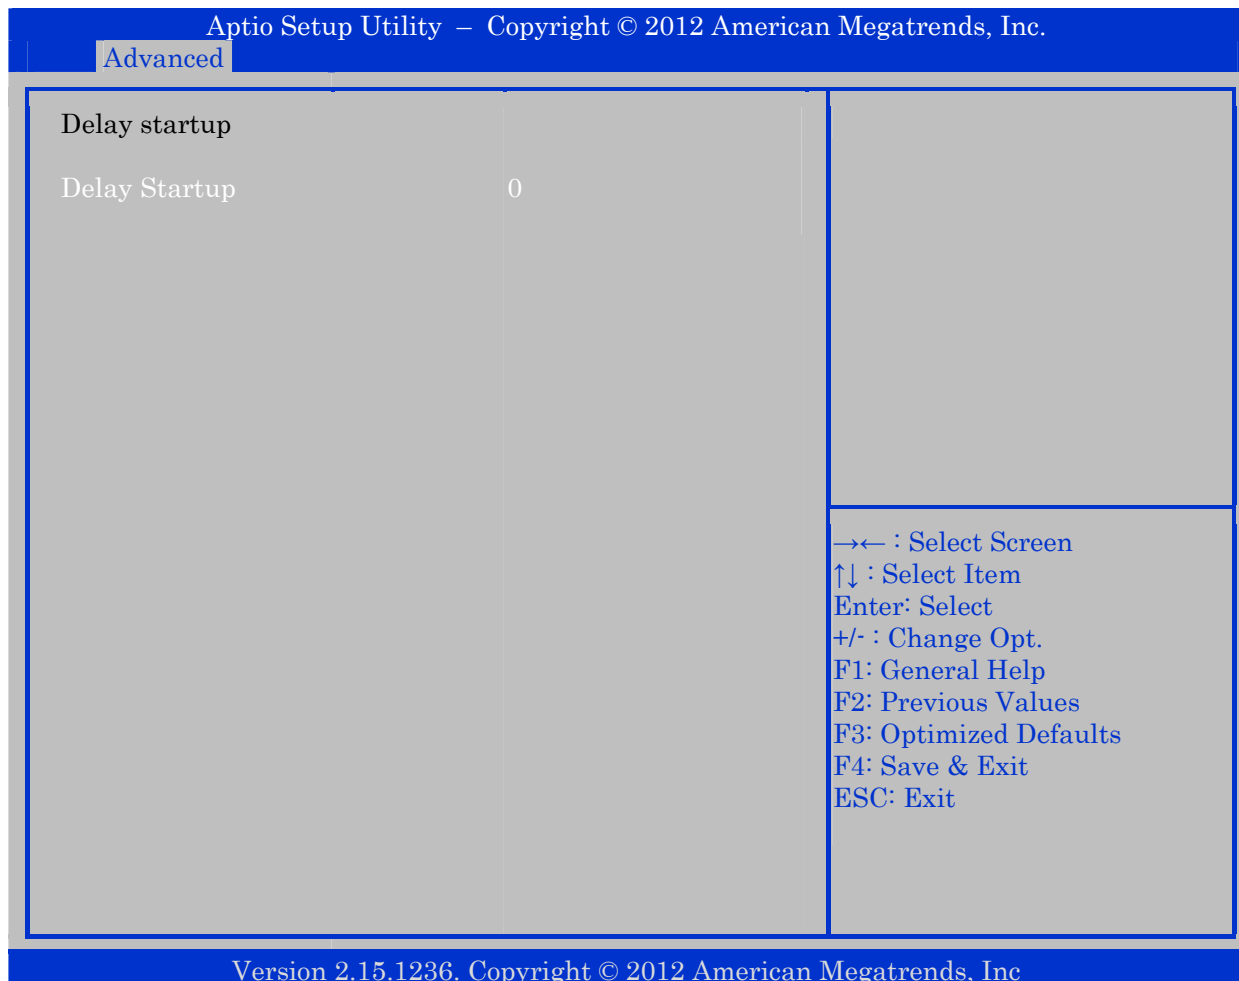 Aptio Setup Utility – Copyright © 2012 American Megatrends, Inc.
Advanced
Delay startup
Delay Startup 0
→← : Select Screen
↑↓ : Select Item
Enter: Select
+/- : Change Opt.
F1: General Help
F2: Previous Values
F3: Optimized Defaults
F4: Save & Exit
ESC: Exit
Version 2.15.1236. Copyright © 2012 American Megatrends, Inc